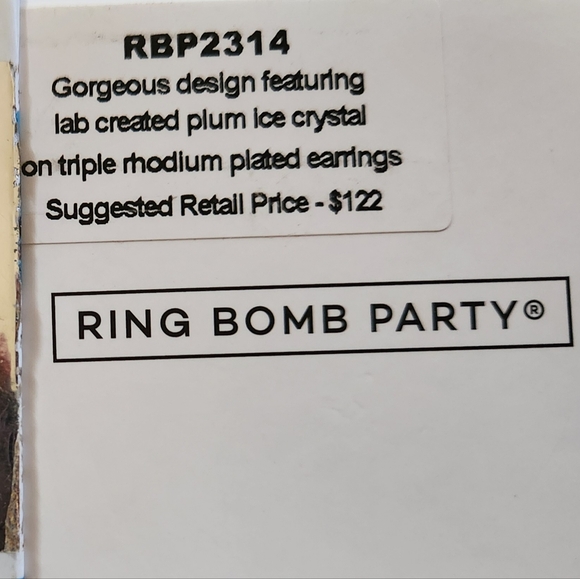 RBP2314
Gorgeous design featuring
lab created plum ice crystal
on triple rhodium plated earrings
Suggested Retail Price - $122
RING BOMB PARTY®